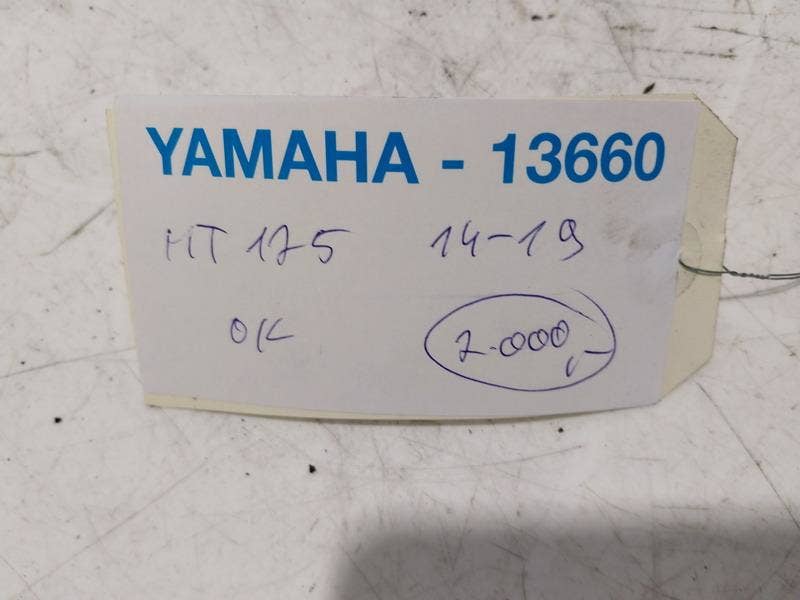 YAMAHA - 13660
MT 125 14-19
OK 2.000,-